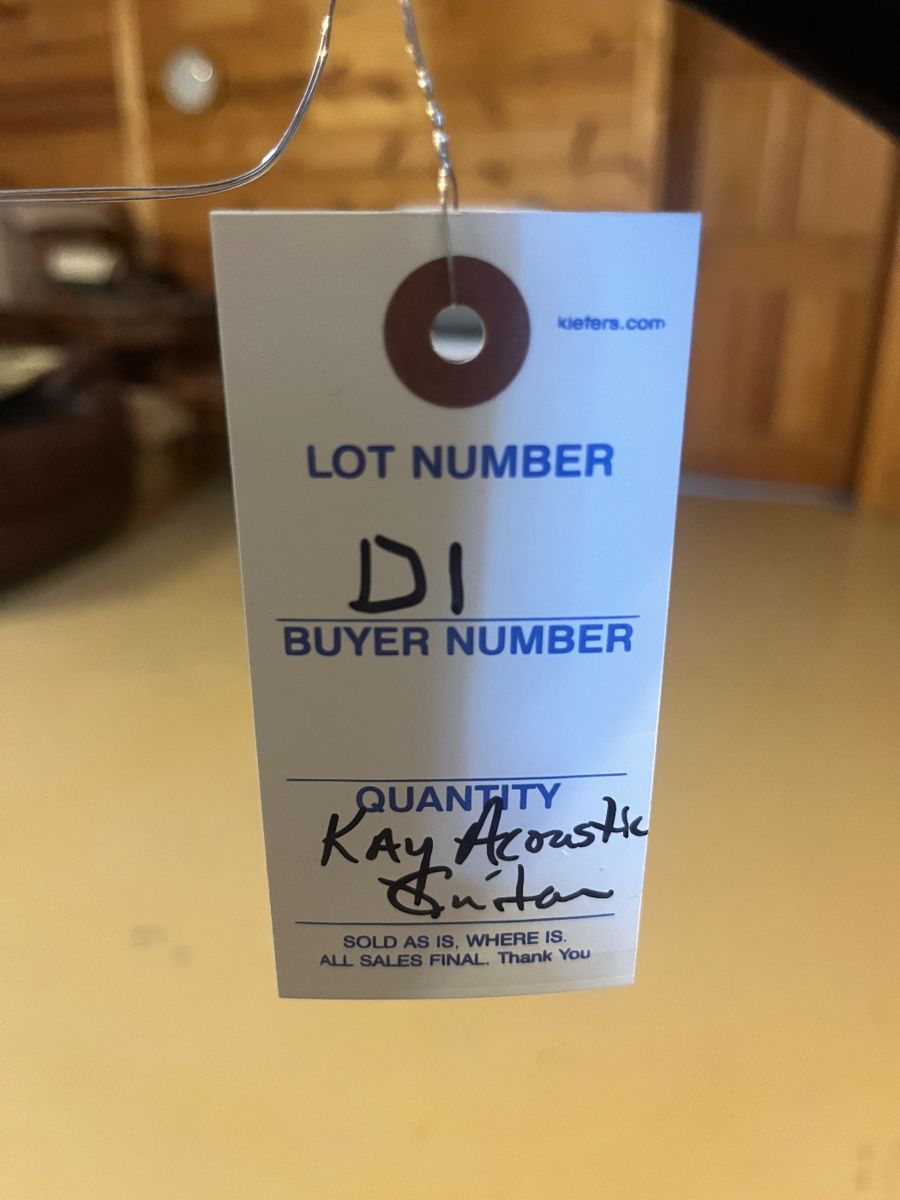 kiefers.com
LOT NUMBER
D1
BUYER NUMBER
QUANTITY
Kay Acoustic
Guitar
SOLD AS IS, WHERE IS.
ALL SALES FINAL. Thank You